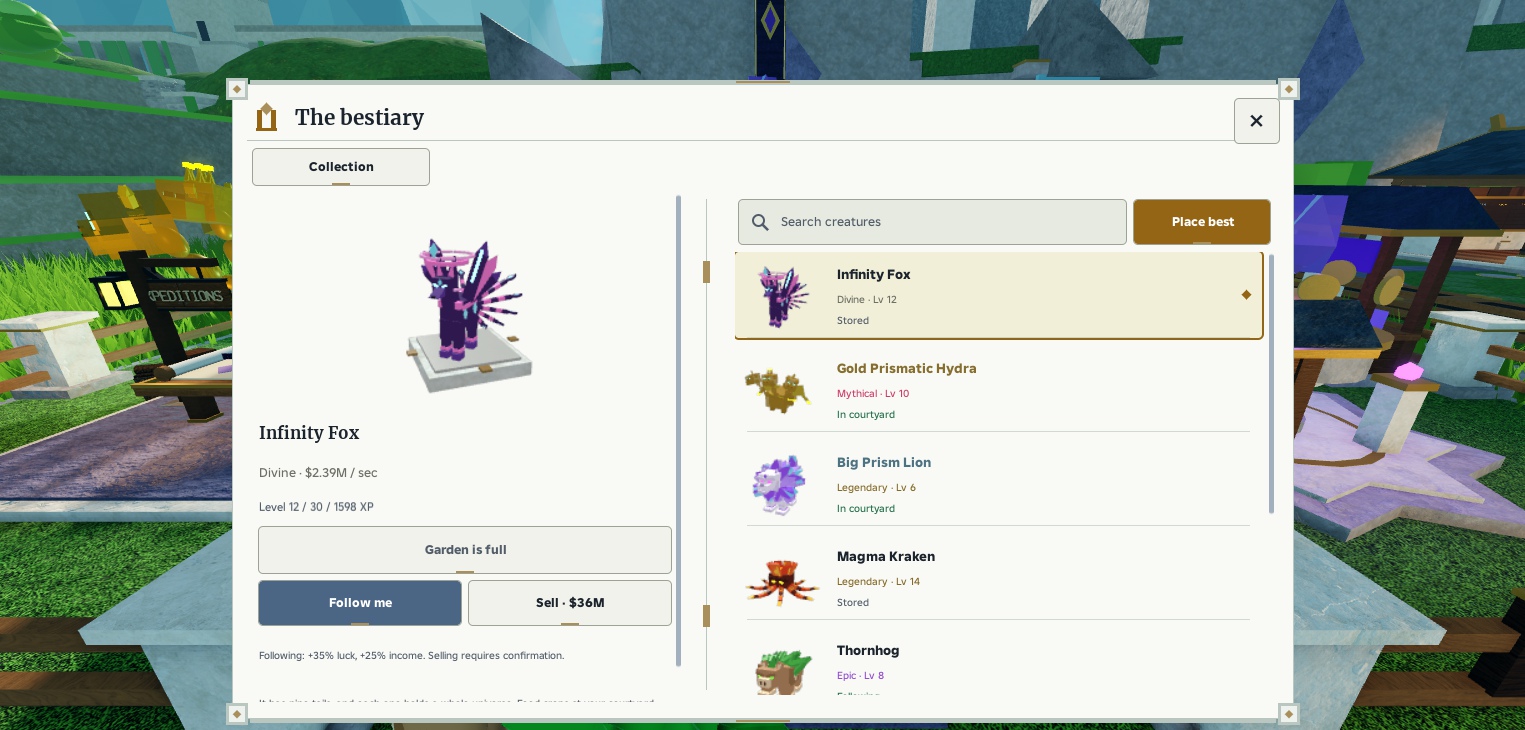 The bestiary
Collection
Search creatures
Place best
Infinity Fox
Divine · $2.39M / sec
Level 12 / 30 / 1598 XP
Garden is full
Follow me
Sell · $36M
Following: +35% luck, +25% income. Selling requires confirmation.
Infinity Fox
Divine · Lv 12
Stored
Gold Prismatic Hydra
Mythical · Lv 10
In courtyard
Big Prism Lion
Legendary · Lv 6
In courtyard
Magma Kraken
Legendary · Lv 14
Stored
Thornhog
Epic · Lv 8
Following